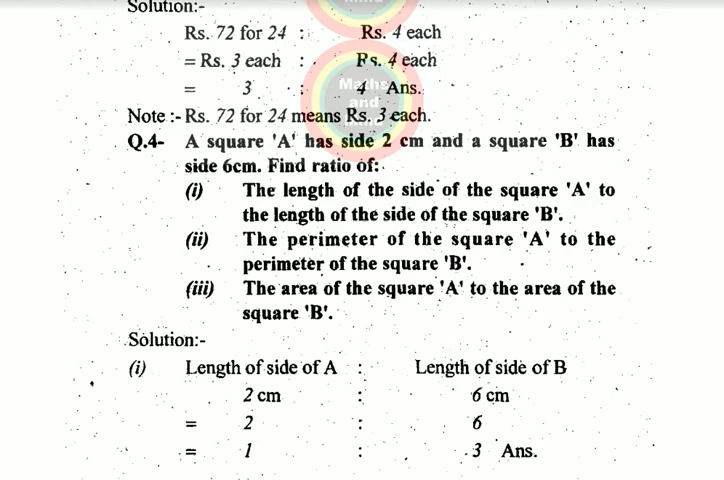 Solution:-
Rs. 72 for 24 : Rs. 4 each
= Rs. 3 each : Rs. 4 each
= 3 : 4 Ans.
Note :- Rs. 72 for 24 means Rs. 3 each.
Q.4- A square 'A' has side 2 cm and a square 'B' has
side 6cm. Find ratio of:
(i) The length of the side of the square 'A' to
the length of the side of the square 'B'.
(ii) The perimeter of the square 'A' to the
perimeter of the square 'B'.
(iii) The area of the square 'A' to the area of the
square 'B'.
Solution:-
(i) Length of side of A : Length of side of B
2 cm : 6 cm
= 2 : 6
= 1 : 3 Ans.
Maths
and